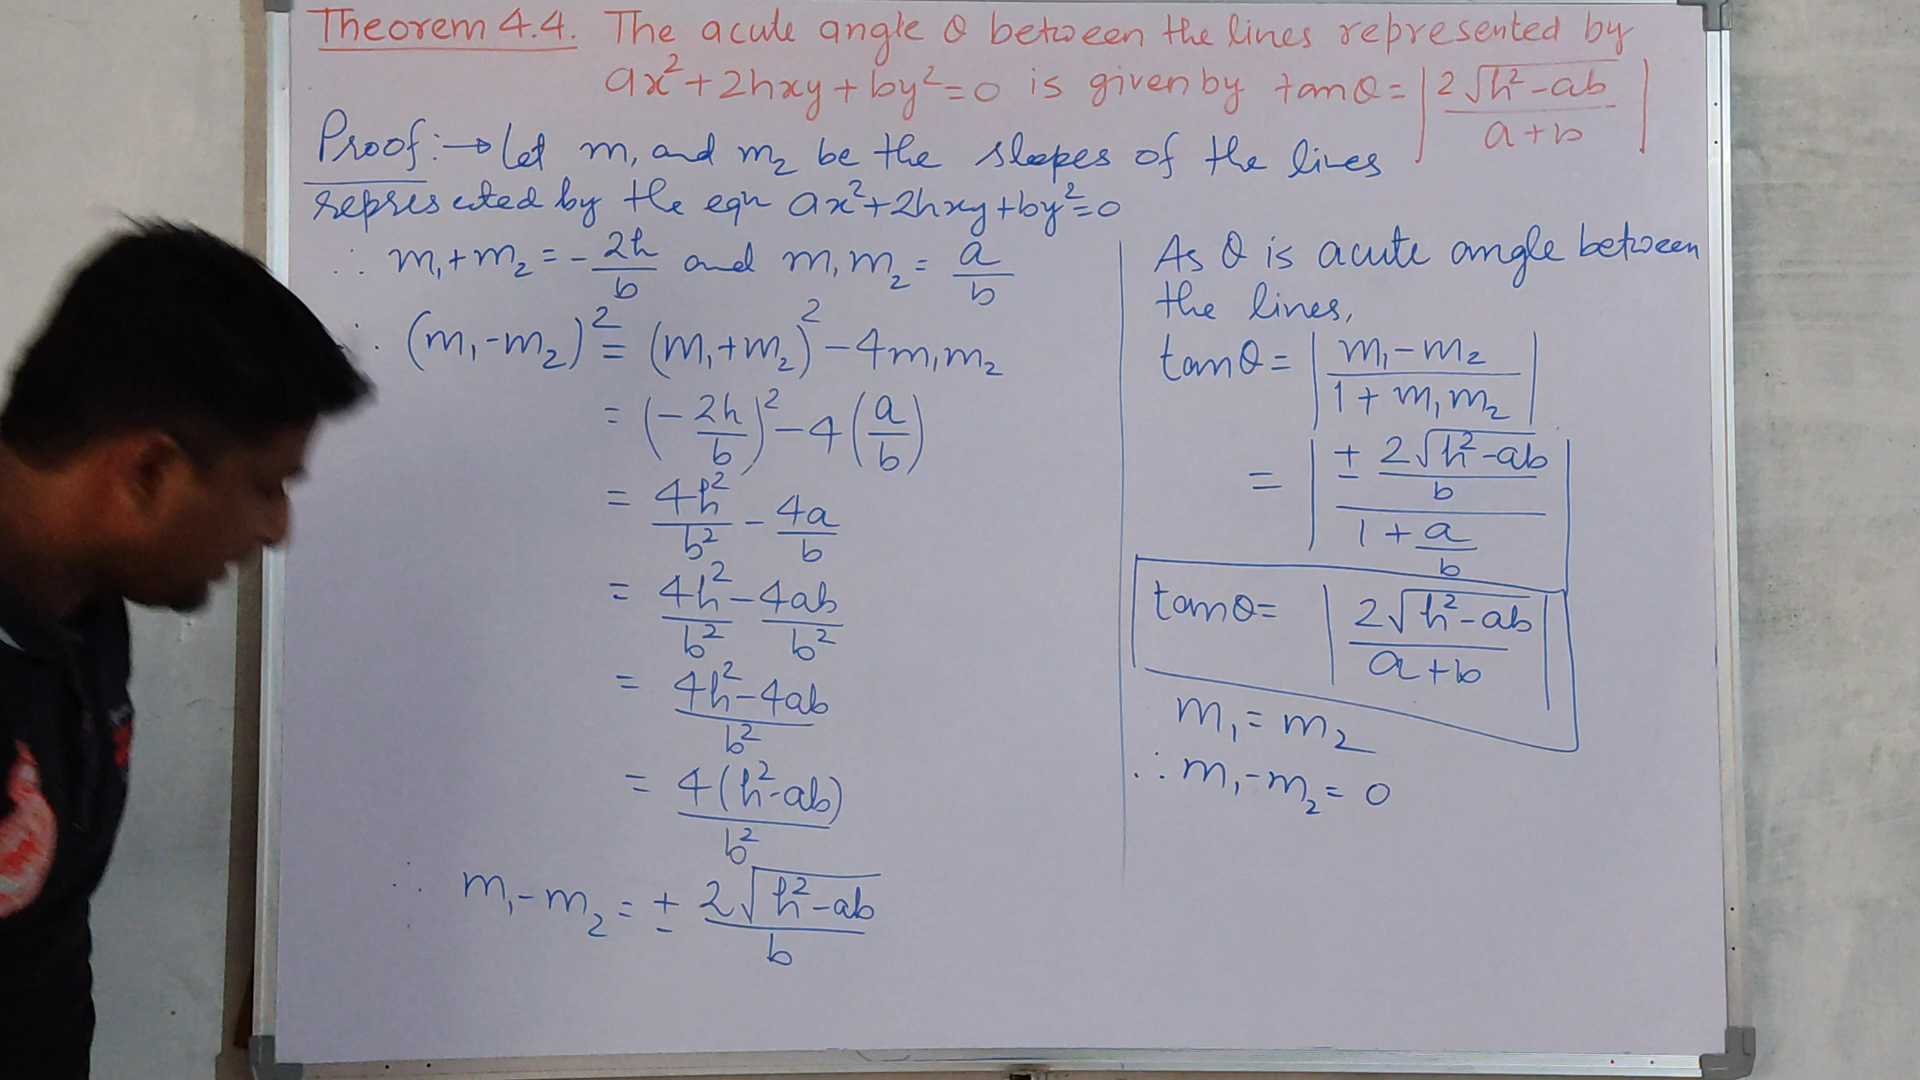 Theorem 4.4. The acute angle θ between the lines represented by
ax²+2hxy+by²=0 is given by tanθ=|2√(h²-ab)/(a+b)|
Proof:→ Let m₁ and m₂ be the slopes of the lines
represented by the eqn ax²+2hxy+by²=0
∴ m₁+m₂ = -2h/b and m₁m₂ = a/b
∴ (m₁-m₂)² = (m₁+m₂)² -4m₁m₂
= (-2h/b)² -4(a/b)
= 4h²/b² - 4a/b
= 4h²/b² - 4ab/b²
= (4h²-4ab)/b²
= 4(h²-ab)/b²
∴ m₁-m₂ = ± 2√(h²-ab)/b
As θ is acute angle between
the lines,
tanθ = |(m₁-m₂)/(1+m₁m₂)|
= |(± 2√(h²-ab)/b)/(1+a/b)|
tanθ = |2√(h²-ab)/(a+b)|
m₁ = m₂
∴ m₁-m₂ = 0